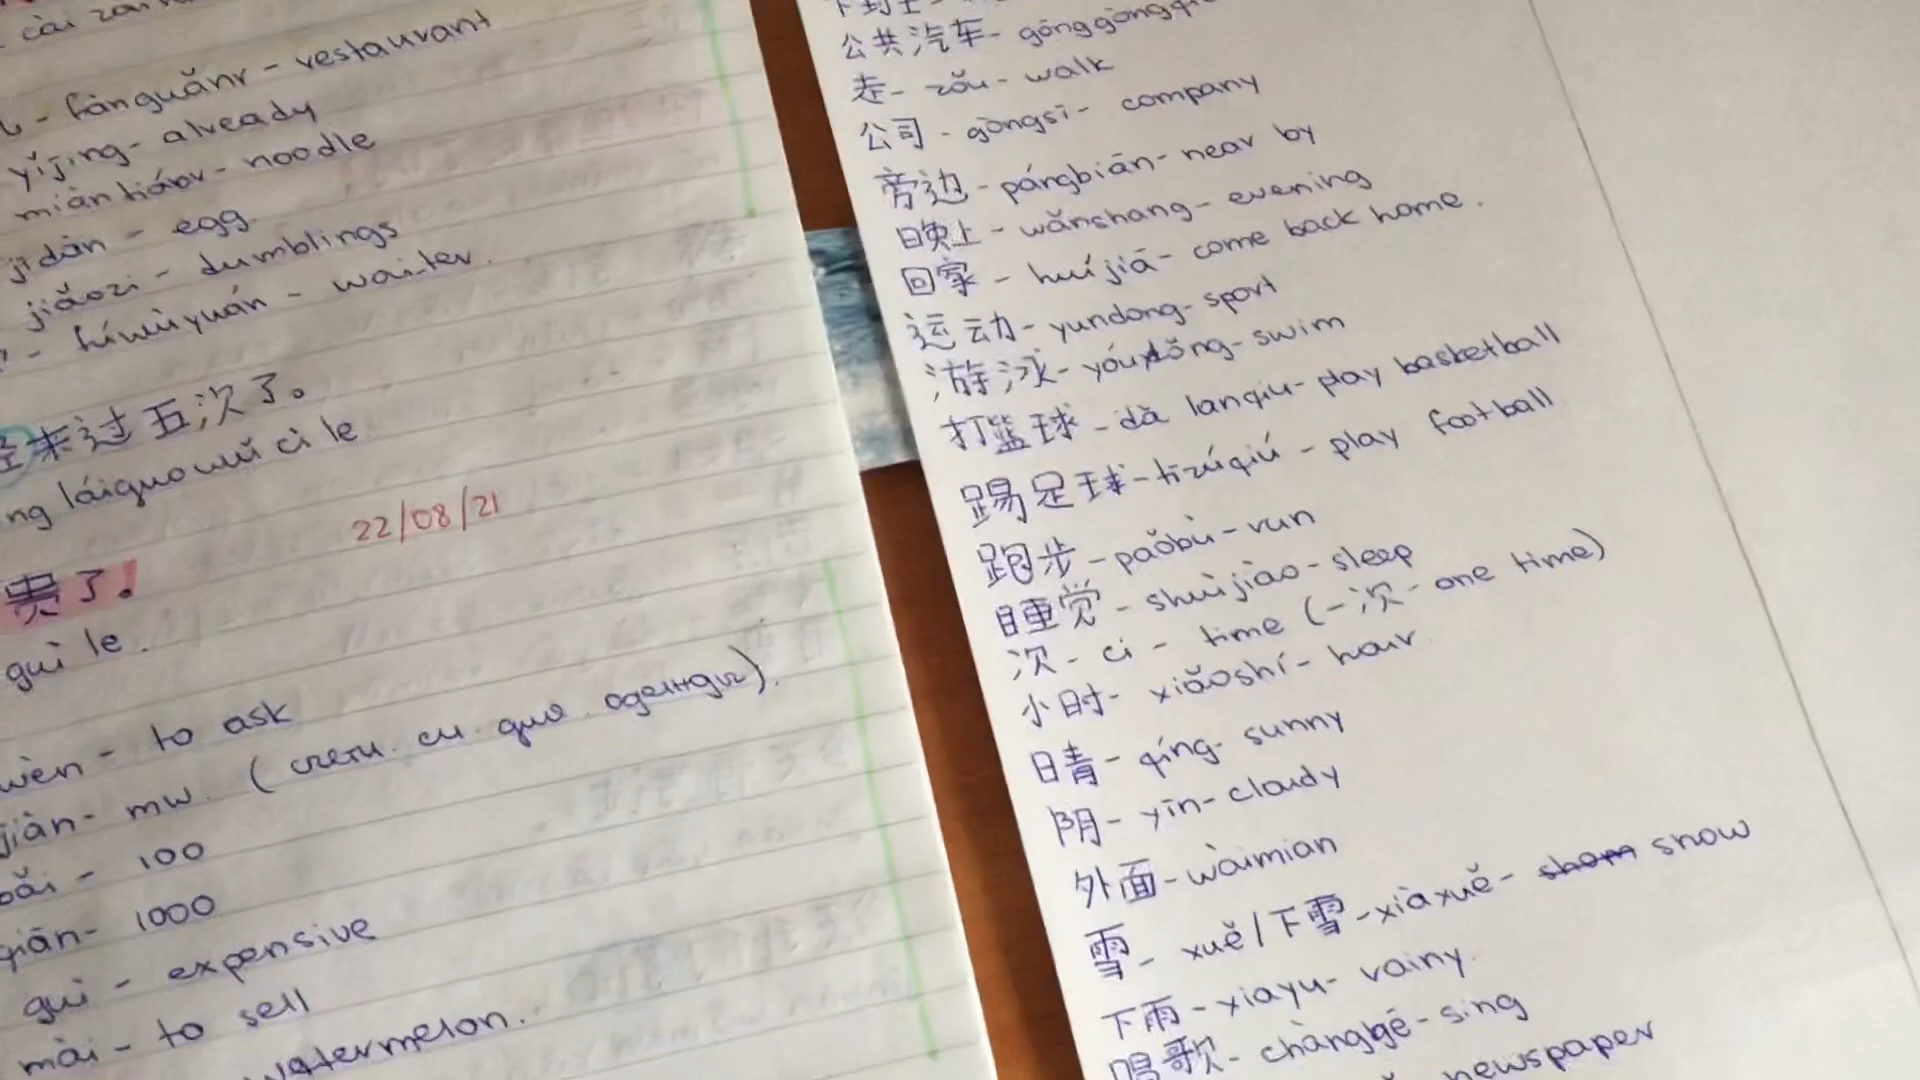 fànguǎnr - restaurant
yǐjīng - already
miàntiáor - noodle
jīdàn - egg.
jiǎozi - dumblings
fúwùyuán - waiter.
来过五次了。
ng láiguo wǔ cì le
22/08/21
贵了!
guì le.
wèn - to ask
jiàn - mw. (
bǎi - 100
qiān - 1000
guì - expensive
mài - to sell
watermelon.
公共汽车 - gōnggòngqì
走 - zǒu - walk
公司 - gōngsī - company
旁边 - pángbiān - near by
晚上 - wǎnshang - evening
回家 - huíjiā - come back home.
运动 - yundong - sport
游泳 - yóuyǒng - swim
打篮球 - dǎ lanqiu - play basketball
踢足球 - tīzúqiú - play football
跑步 - pǎobù - run
睡觉 - shuìjiào - sleep
次 - ci - time (一次 - one time)
小时 - xiǎoshí - hour
晴 - qíng - sunny
阴 - yīn - cloudy
外面 - wàimian
雪 - xuě / 下雪 - xiàxuě - snow
下雨 - xiayu - rainy.
唱歌 - chànggē - sing
newspaper